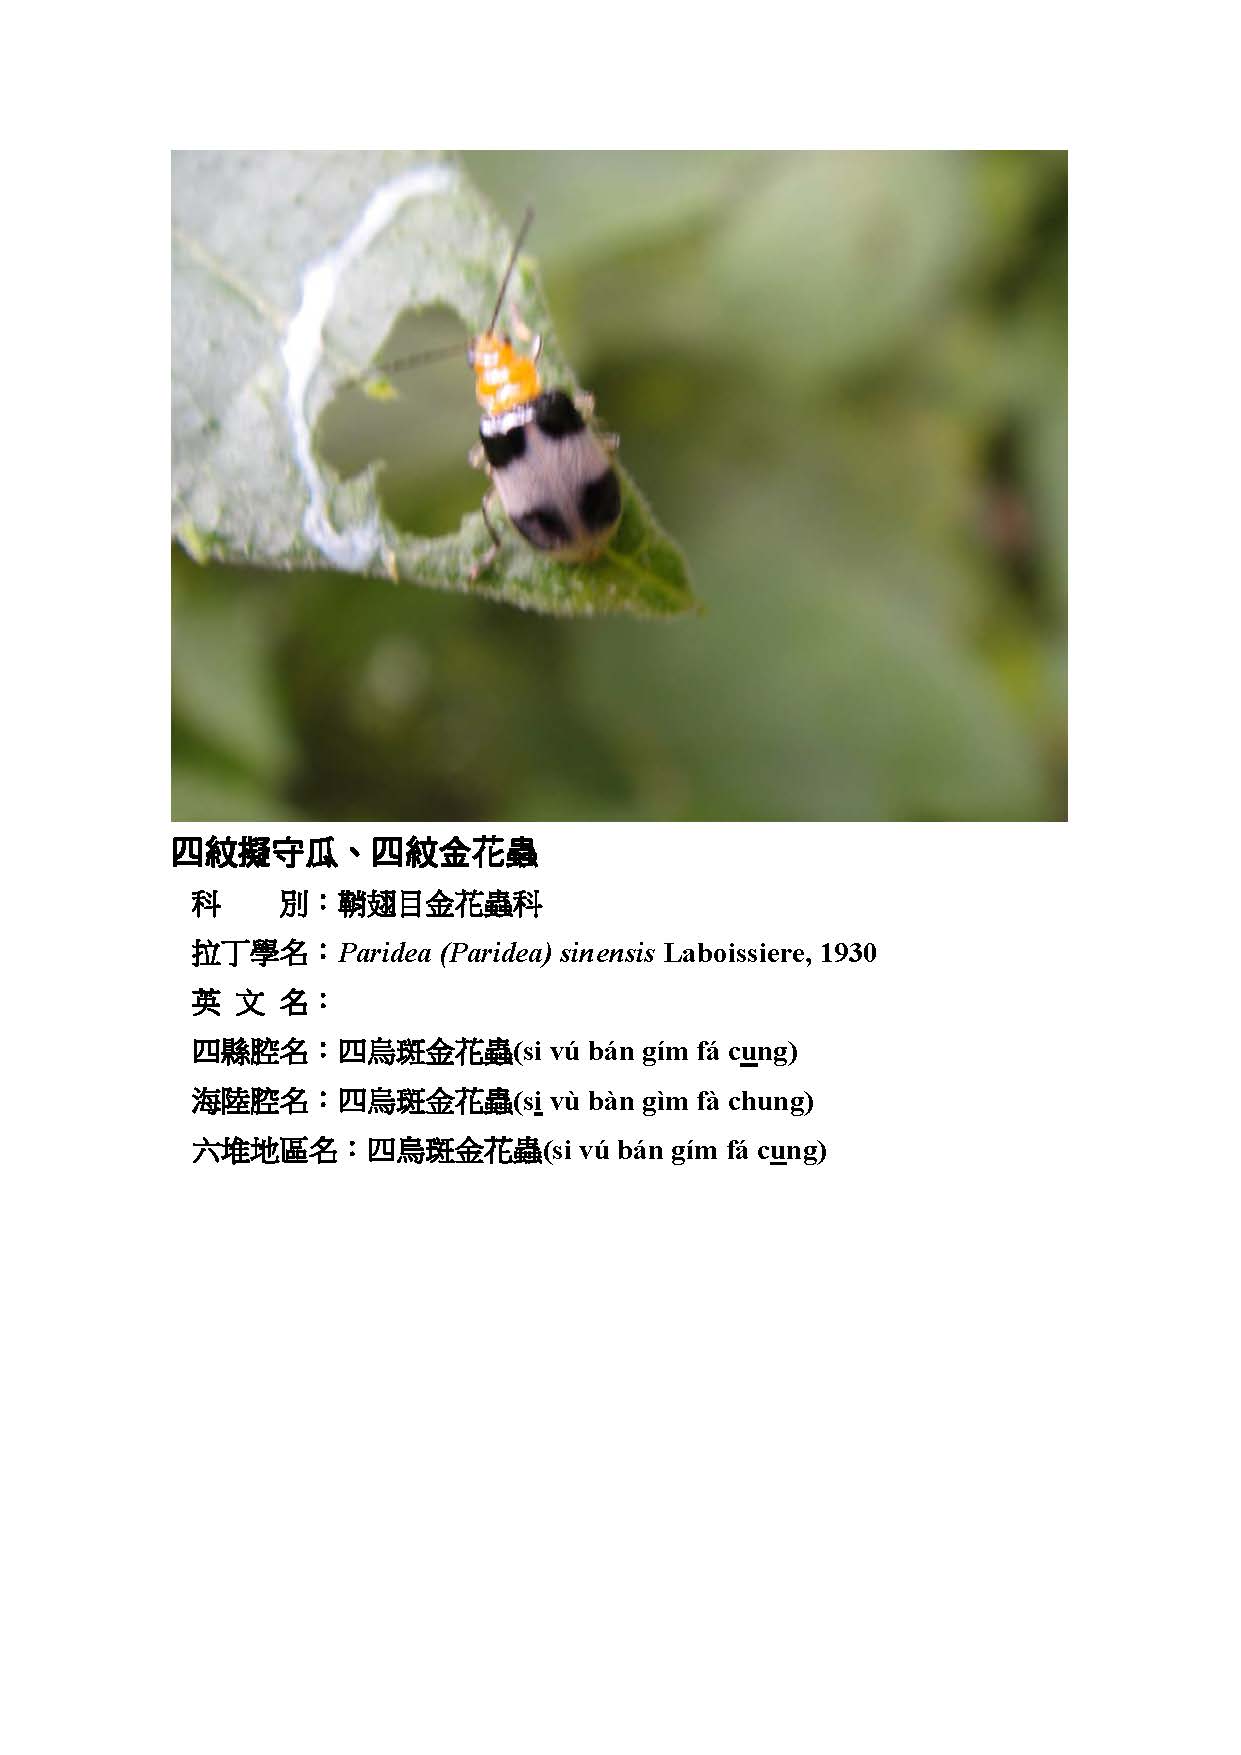 四紋擬守瓜、四紋金花蟲
科　　別：鞘翅目金花蟲科
拉丁學名：Paridea (Paridea) sinensis Laboissiere, 1930
英 文 名：
四縣腔名：四烏斑金花蟲(si vú bán gím fá cung)
海陸腔名：四烏斑金花蟲(si vù bàn gìm fà chung)
六堆地區名：四烏斑金花蟲(si vú bán gím fá cung)